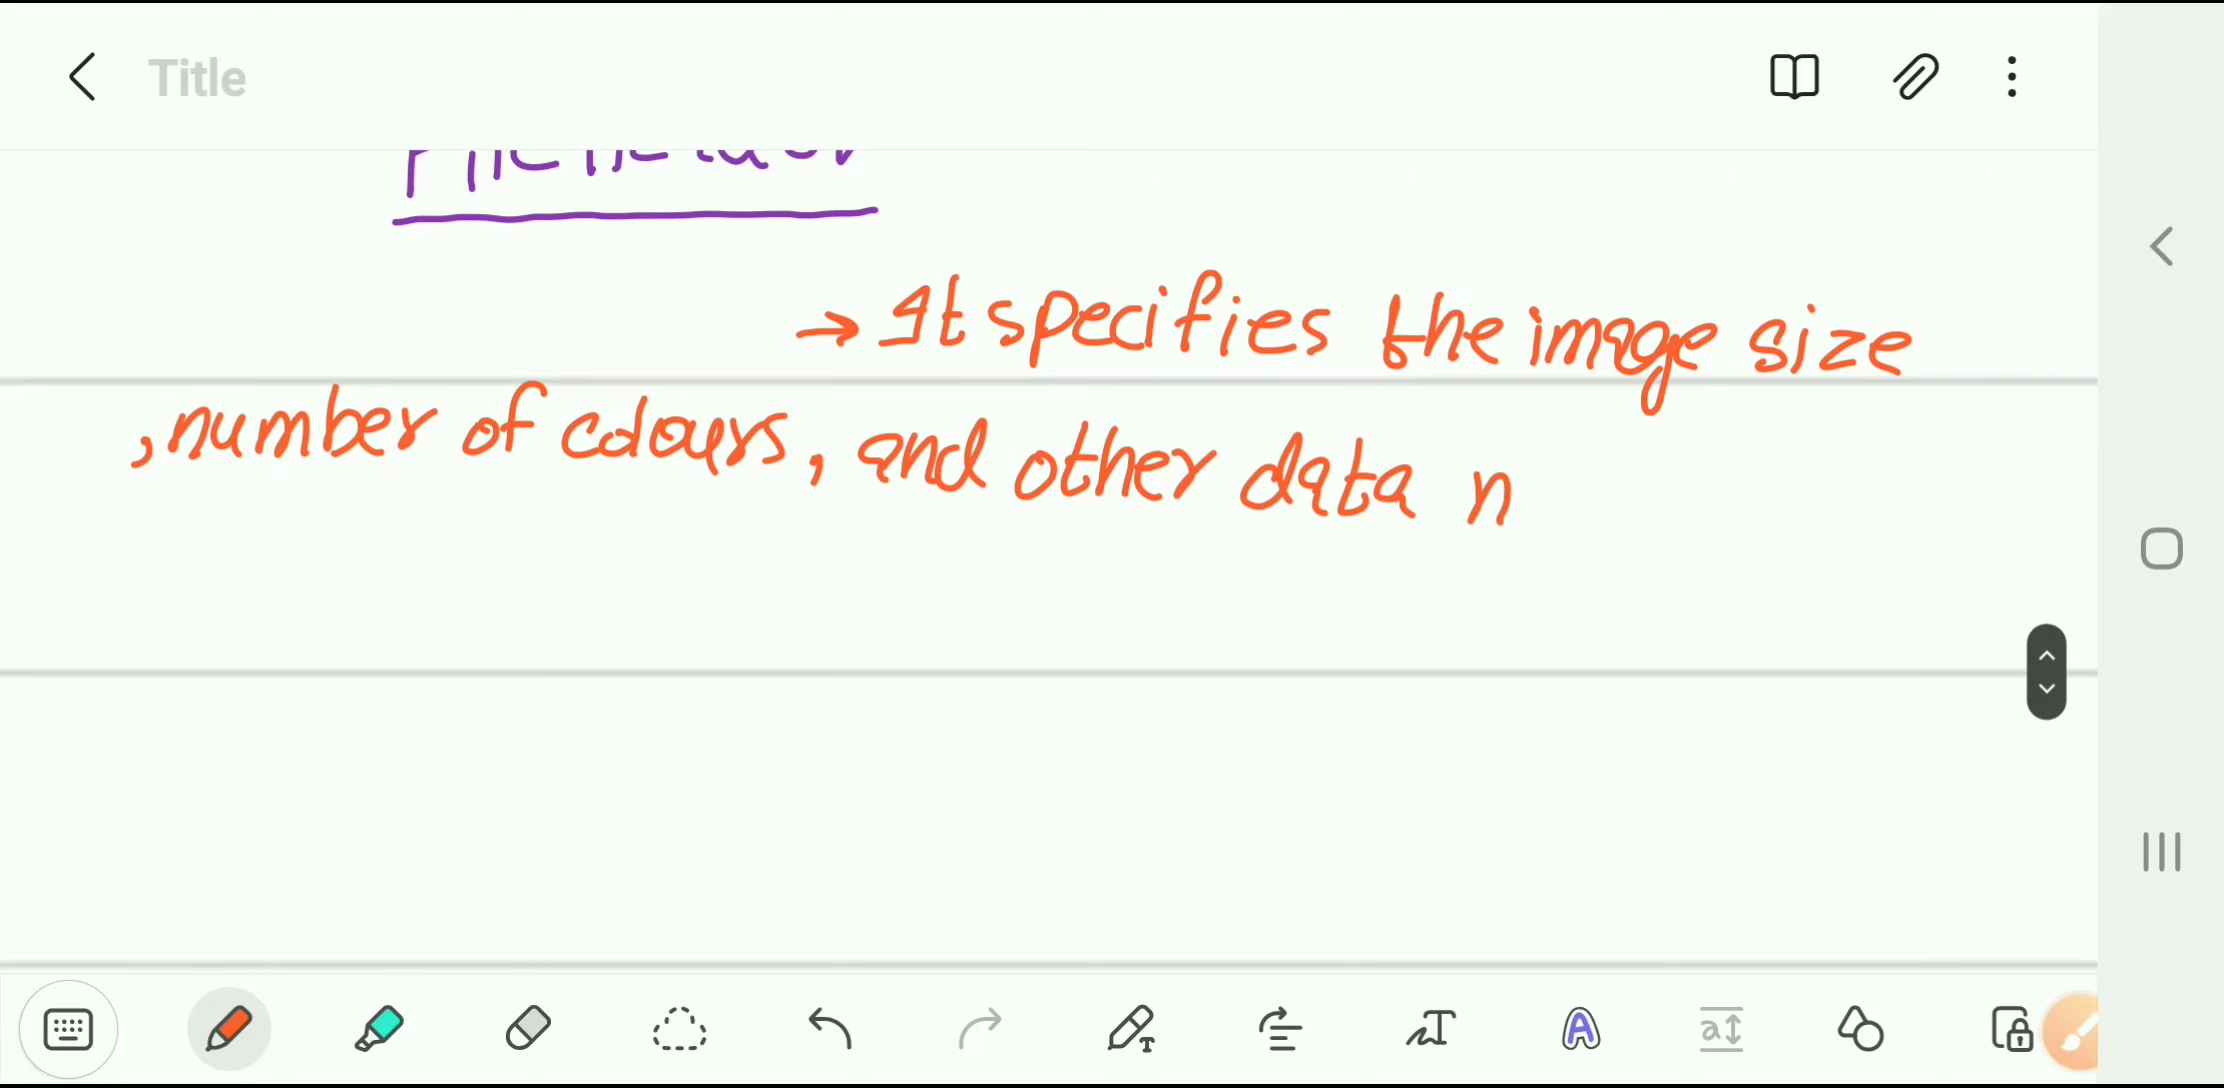 Title
→ It specifies the image size
, number of colours, and other data n